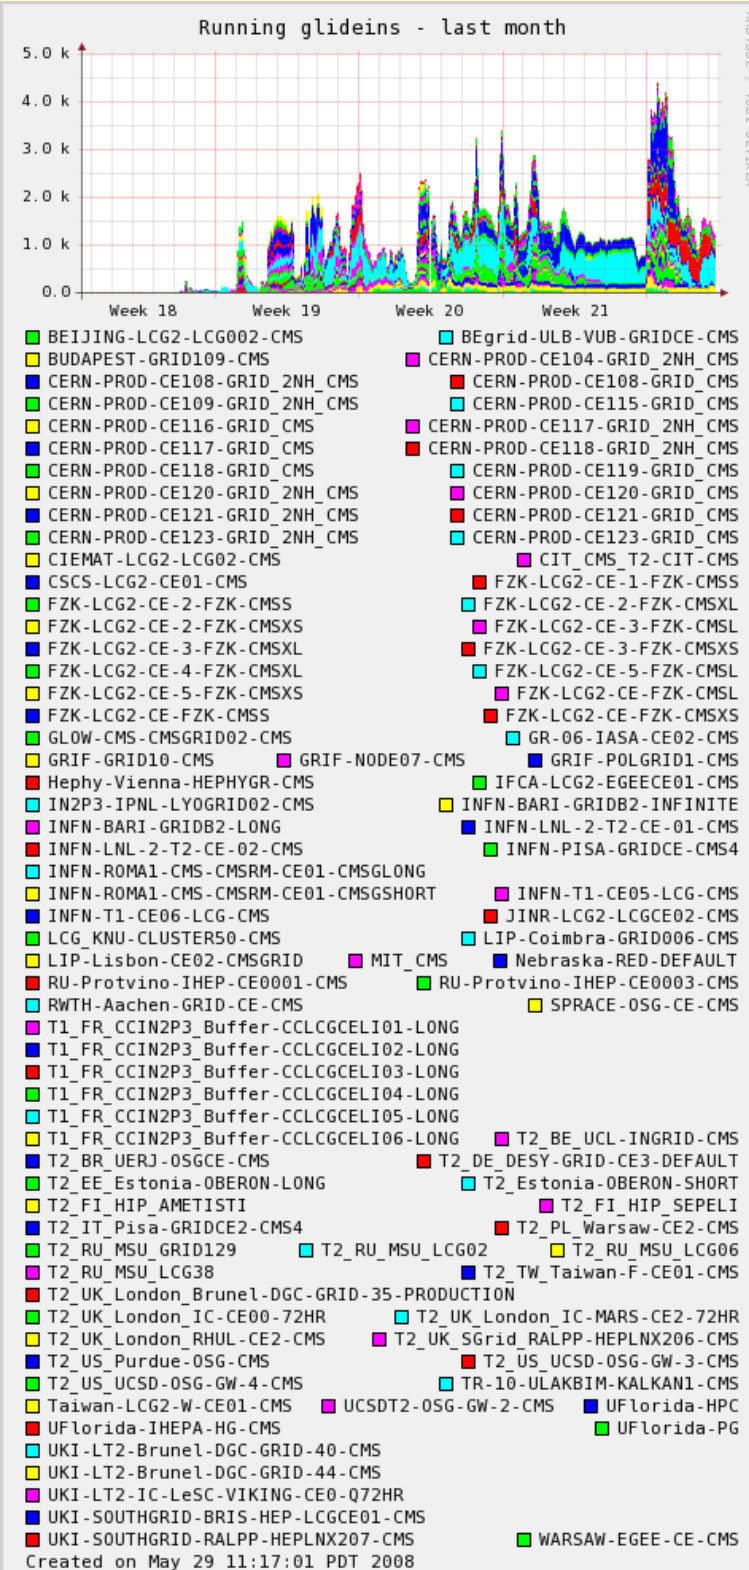 Running glideins - last month
5.0 k
4.0 k
3.0 k
2.0 k
1.0 k
0.0
Week 18 Week 19 Week 20 Week 21
BEIJING-LCG2-LCG002-CMS BEgrid-ULB-VUB-GRIDCE-CMS
BUDAPEST-GRID109-CMS CERN-PROD-CE104-GRID_2NH_CMS
CERN-PROD-CE108-GRID_2NH_CMS CERN-PROD-CE108-GRID_CMS
CERN-PROD-CE109-GRID_2NH_CMS CERN-PROD-CE115-GRID_CMS
CERN-PROD-CE116-GRID_CMS CERN-PROD-CE117-GRID_2NH_CMS
CERN-PROD-CE117-GRID_CMS CERN-PROD-CE118-GRID_2NH_CMS
CERN-PROD-CE118-GRID_CMS CERN-PROD-CE119-GRID_CMS
CERN-PROD-CE120-GRID_2NH_CMS CERN-PROD-CE120-GRID_CMS
CERN-PROD-CE121-GRID_2NH_CMS CERN-PROD-CE121-GRID_CMS
CERN-PROD-CE123-GRID_2NH_CMS CERN-PROD-CE123-GRID_CMS
CIEMAT-LCG2-LCG02-CMS CIT_CMS_T2-CIT-CMS
CSCS-LCG2-CE01-CMS FZK-LCG2-CE-1-FZK-CMSS
FZK-LCG2-CE-2-FZK-CMSS FZK-LCG2-CE-2-FZK-CMSXL
FZK-LCG2-CE-2-FZK-CMSXS FZK-LCG2-CE-3-FZK-CMSL
FZK-LCG2-CE-3-FZK-CMSXL FZK-LCG2-CE-3-FZK-CMSXS
FZK-LCG2-CE-4-FZK-CMSXL FZK-LCG2-CE-5-FZK-CMSL
FZK-LCG2-CE-5-FZK-CMSXS FZK-LCG2-CE-FZK-CMSL
FZK-LCG2-CE-FZK-CMSS FZK-LCG2-CE-FZK-CMSXS
GLOW-CMS-CMSGRID02-CMS GR-06-IASA-CE02-CMS
GRIF-GRID10-CMS GRIF-NODE07-CMS GRIF-POLGRID1-CMS
Hephy-Vienna-HEPHYGR-CMS IFCA-LCG2-EGEECE01-CMS
IN2P3-IPNL-LYOGRID02-CMS INFN-BARI-GRIDB2-INFINITE
INFN-BARI-GRIDB2-LONG INFN-LNL-2-T2-CE-01-CMS
INFN-LNL-2-T2-CE-02-CMS INFN-PISA-GRIDCE-CMS4
INFN-ROMA1-CMS-CMSRM-CE01-CMSGLONG
INFN-ROMA1-CMS-CMSRM-CE01-CMSGSHORT INFN-T1-CE05-LCG-CMS
INFN-T1-CE06-LCG-CMS JINR-LCG2-LCGCE02-CMS
LCG_KNU-CLUSTER50-CMS LIP-Coimbra-GRID006-CMS
LIP-Lisbon-CE02-CMSGRID MIT_CMS Nebraska-RED-DEFAULT
RU-Protvino-IHEP-CE0001-CMS RU-Protvino-IHEP-CE0003-CMS
RWTH-Aachen-GRID-CE-CMS SPRACE-OSG-CE-CMS
T1_FR_CCIN2P3_Buffer-CCLCGCELI01-LONG
T1_FR_CCIN2P3_Buffer-CCLCGCELI02-LONG
T1_FR_CCIN2P3_Buffer-CCLCGCELI03-LONG
T1_FR_CCIN2P3_Buffer-CCLCGCELI04-LONG
T1_FR_CCIN2P3_Buffer-CCLCGCELI05-LONG
T1_FR_CCIN2P3_Buffer-CCLCGCELI06-LONG T2_BE_UCL-INGRID-CMS
T2_BR_UERJ-OSGCE-CMS T2_DE_DESY-GRID-CE3-DEFAULT
T2_EE_Estonia-OBERON-LONG T2_Estonia-OBERON-SHORT
T2_FI_HIP_AMETISTI T2_FI_HIP_SEPELI
T2_IT_Pisa-GRIDCE2-CMS4 T2_PL_Warsaw-CE2-CMS
T2_RU_MSU_GRID129 T2_RU_MSU_LCG02 T2_RU_MSU_LCG06
T2_RU_MSU_LCG38 T2_TW_Taiwan-F-CE01-CMS
T2_UK_London_Brunel-DGC-GRID-35-PRODUCTION
T2_UK_London_IC-CE00-72HR T2_UK_London_IC-MARS-CE2-72HR
T2_UK_London_RHUL-CE2-CMS T2_UK_SGrid_RALPP-HEPLNX206-CMS
T2_US_Purdue-OSG-CMS T2_US_UCSD-OSG-GW-3-CMS
T2_US_UCSD-OSG-GW-4-CMS TR-10-ULAKBIM-KALKAN1-CMS
Taiwan-LCG2-W-CE01-CMS UCSDT2-OSG-GW-2-CMS UFlorida-HPC
UFlorida-IHEPA-HG-CMS UFlorida-PG
UKI-LT2-Brunel-DGC-GRID-40-CMS
UKI-LT2-Brunel-DGC-GRID-44-CMS
UKI-LT2-IC-LeSC-VIKING-CE0-Q72HR
UKI-SOUTHGRID-BRIS-HEP-LCGCE01-CMS
UKI-SOUTHGRID-RALPP-HEPLNX207-CMS WARSAW-EGEE-CE-CMS
Created on May 29 11:17:01 PDT 2008